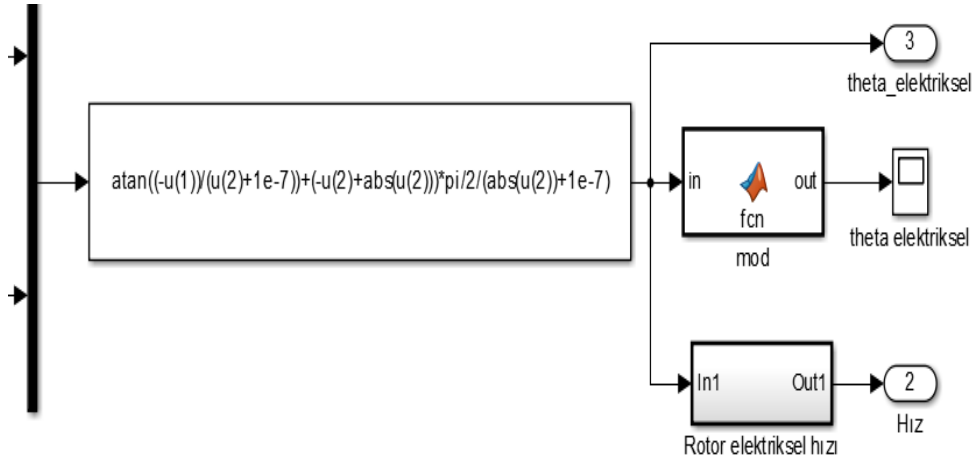 3
theta_elektriksel
atan((-u(1))/(u(2)+1e-7))+(-u(2)+abs(u(2)))*pi/2/(abs(u(2))+1e-7)
in
out
fcn
mod
theta elektriksel
In1
Out1
2
Rotor elektriksel hızı
Hız